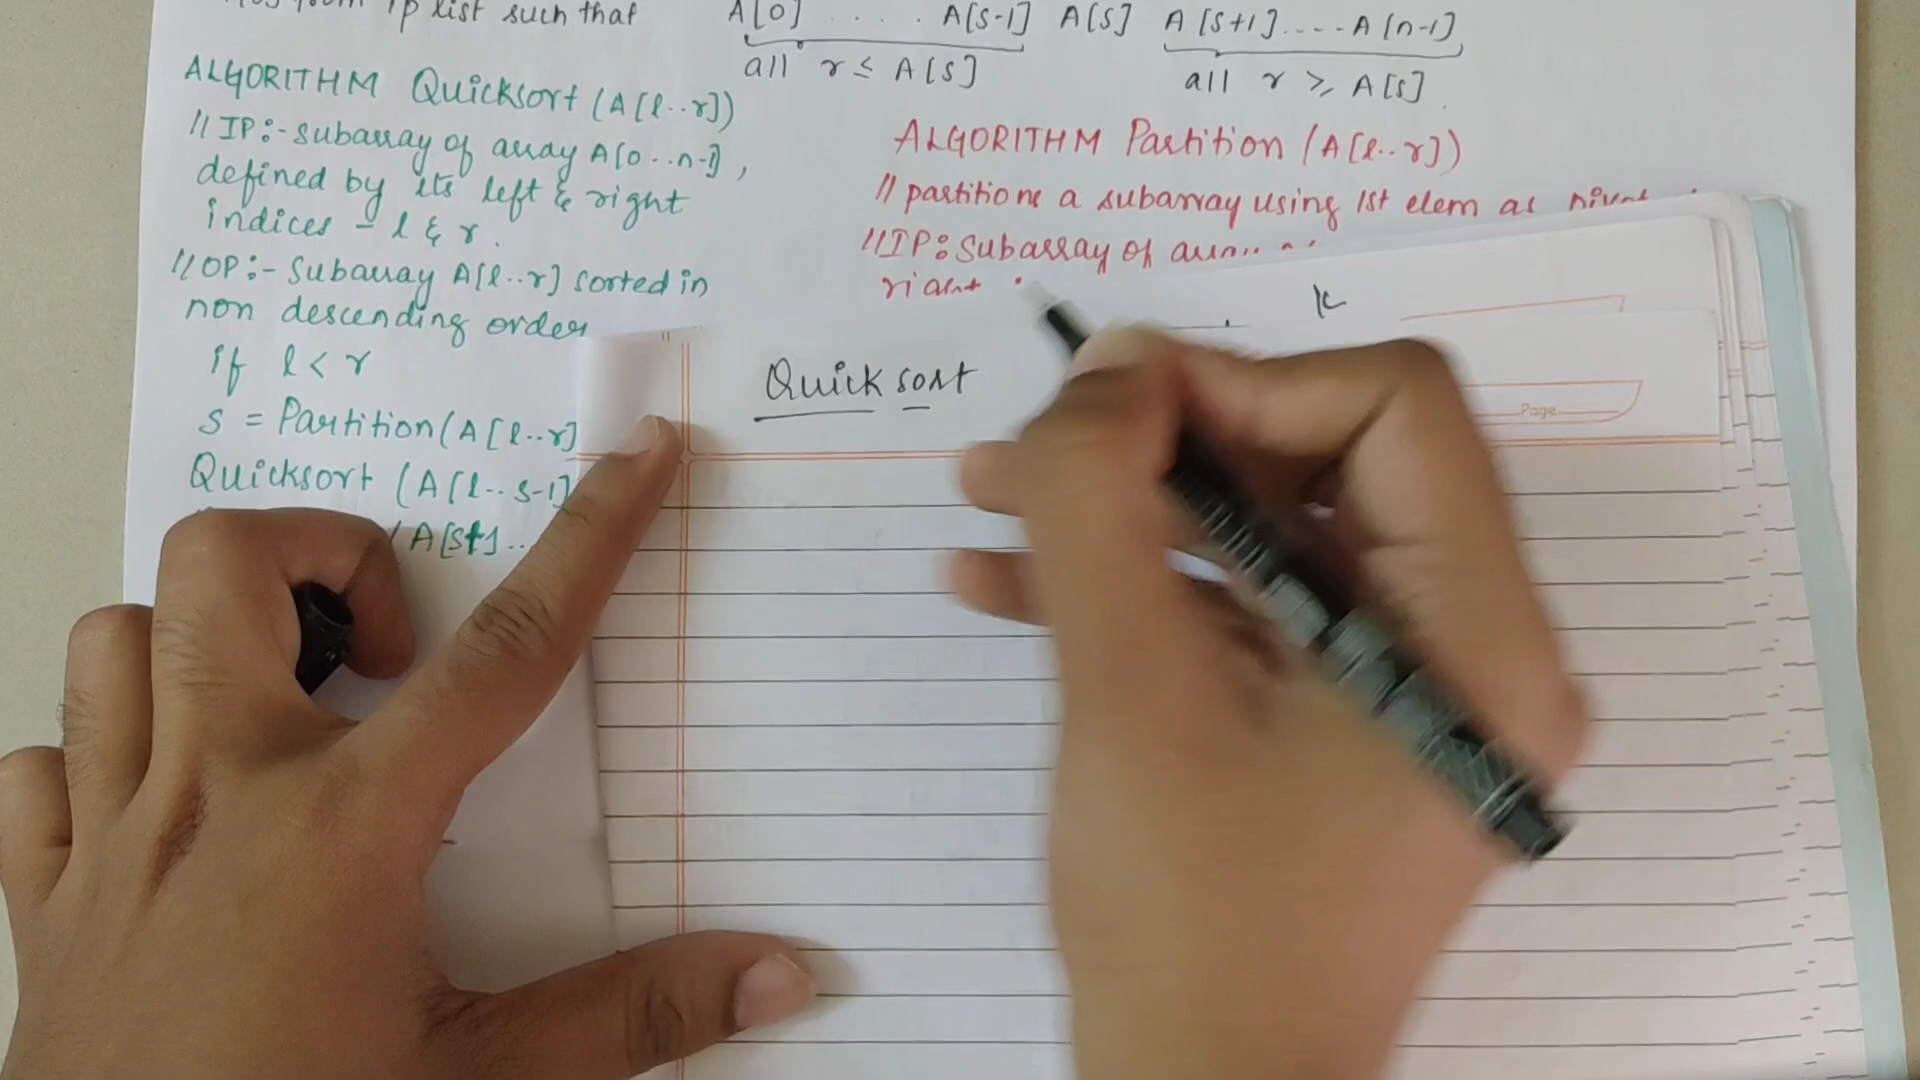 list such that
A[0] .... A[s-1] A[s] A[s+1]....A[n-1]
all r ≤ A[s]
all r ≥ A[s]
ALGORITHM Quicksort (A[l..r])
//IP:- subarray of array A[0..n-1],
defined by its left & right
indices - l & r.
//OP:- Subarray A[l..r] sorted in
non descending order
if l < r
s = Partition(A[l..r]
Quicksort (A[l..s-1]
A[s+1..
ALGORITHM Partition (A[l..r])
// partitions a subarray using 1st elem as pivot
//IP: Subarray of
right
Quick sort
Page